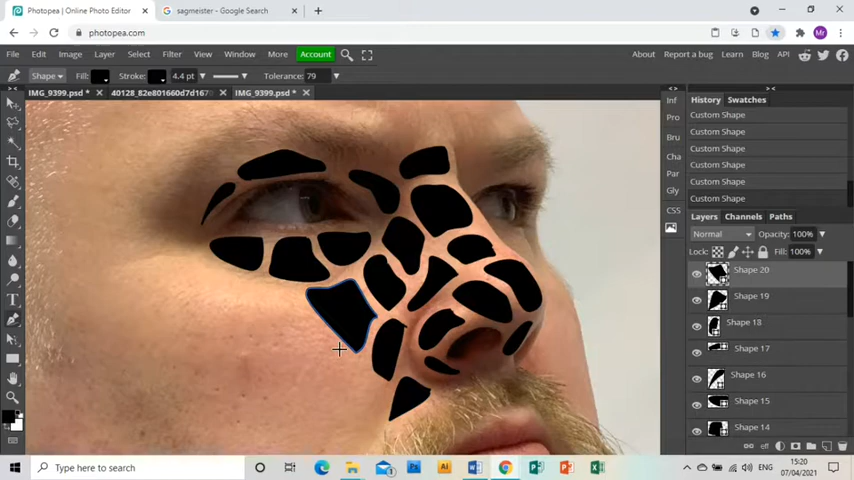 Photopea | Online Photo Editor
sagmeister - Google Search
photopea.com
File Edit Image Layer Select Filter View Window More Account
About Report a bug Learn Blog API
Shape Fill: Stroke: 4.4 pt Tolerance: 79
IMG_9399.psd * 40128_82e801660d7d167 IMG_9399.psd *
Inf
Pro
Bru
Cha
Par
Gly
CSS
History Swatches
Custom Shape
Custom Shape
Custom Shape
Custom Shape
Custom Shape
Custom Shape
Layers Channels Paths
Normal Opacity: 100%
Lock: Fill: 100%
Shape 20
Shape 19
Shape 18
Shape 17
Shape 16
Shape 15
Shape 14
eff
Type here to search
ENG
15:20
07/04/2021